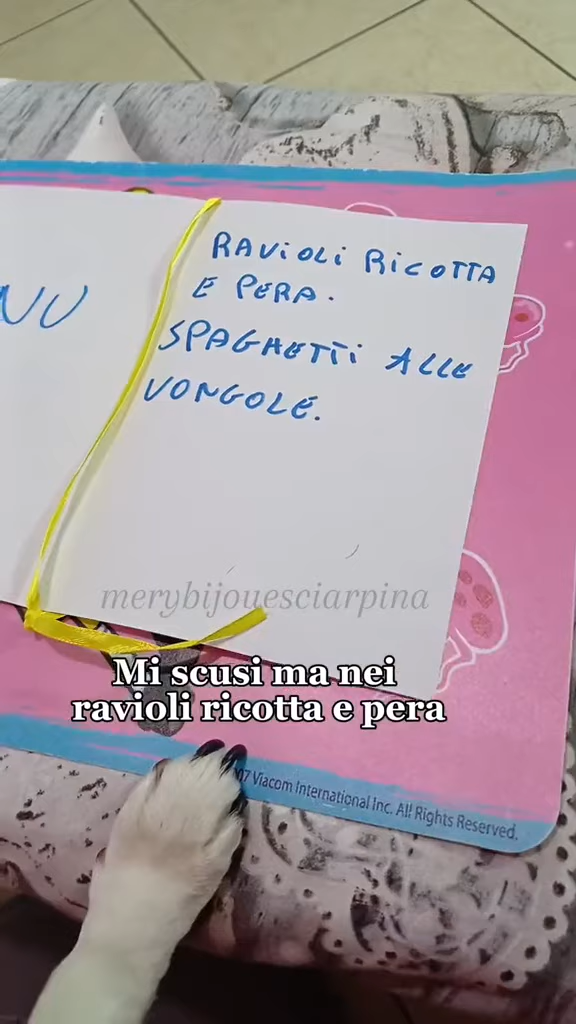 NU
RAVIOLI RICOTTA
E PERA.
SPAGHETTI ALLE
VONGOLE.
merybijouesciarpina
Mi scusi ma nei
ravioli ricotta e pera
07 Viacom International Inc. All Rights Reserved.